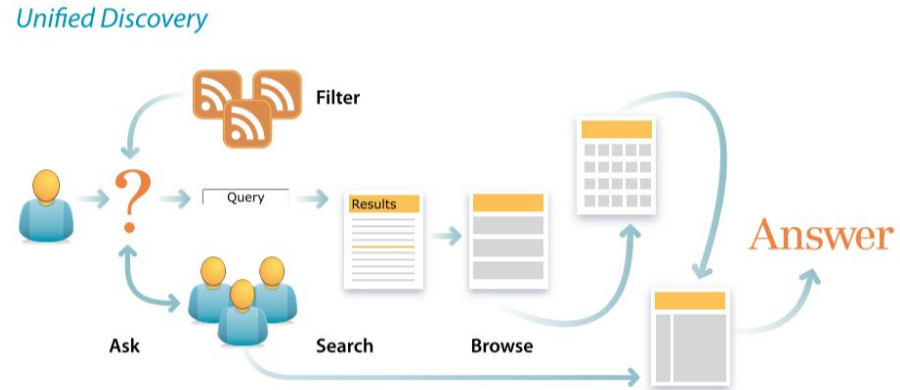 Unified Discovery
Filter
?
Query
Results
Answer
Ask
Search
Browse